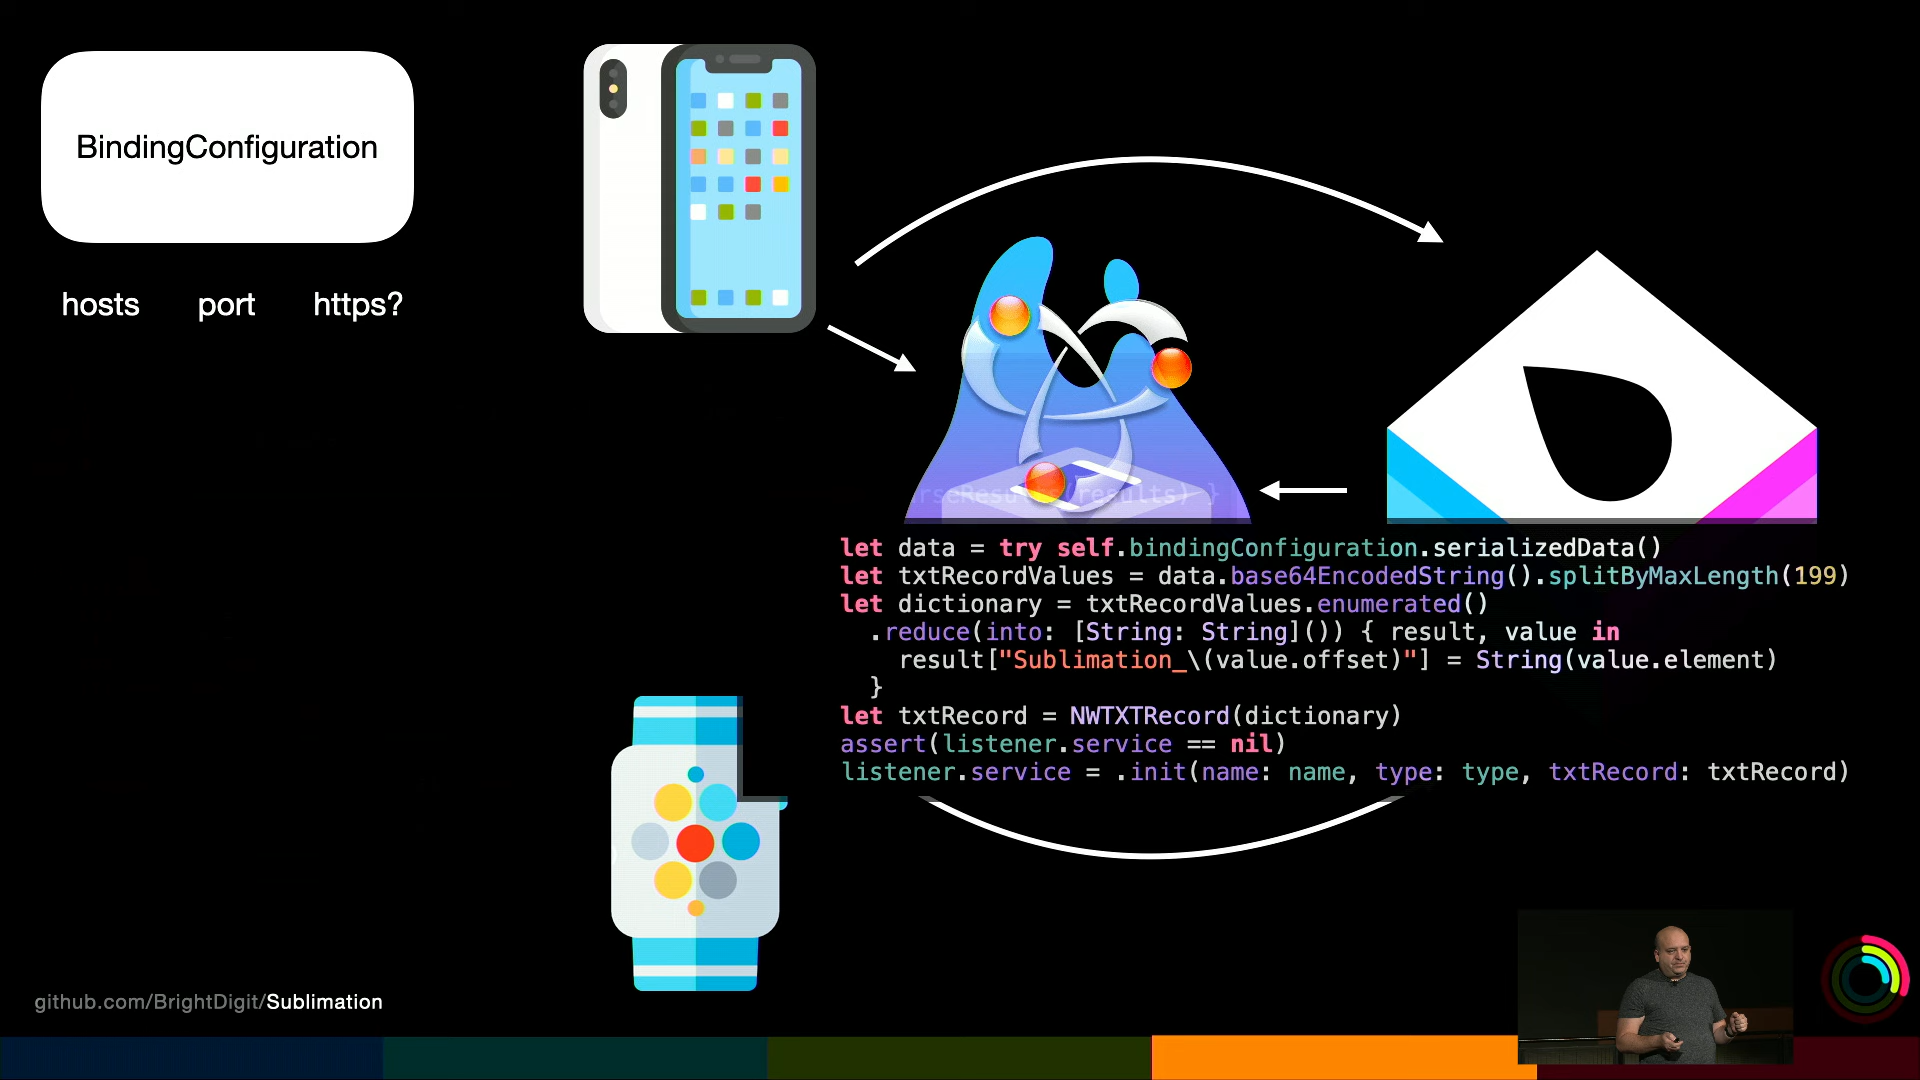 BindingConfiguration
hosts port https?
rseResults(results) }
let data = try self.bindingConfiguration.serializedData()
let txtRecordValues = data.base64EncodedString().splitByMaxLength(199)
let dictionary = txtRecordValues.enumerated()
.reduce(into: [String: String]()) { result, value in
result["Sublimation_\(value.offset)"] = String(value.element)
}
let txtRecord = NWTXTRecord(dictionary)
assert(listener.service == nil)
listener.service = .init(name: name, type: type, txtRecord: txtRecord)
github.com/BrightDigit/Sublimation